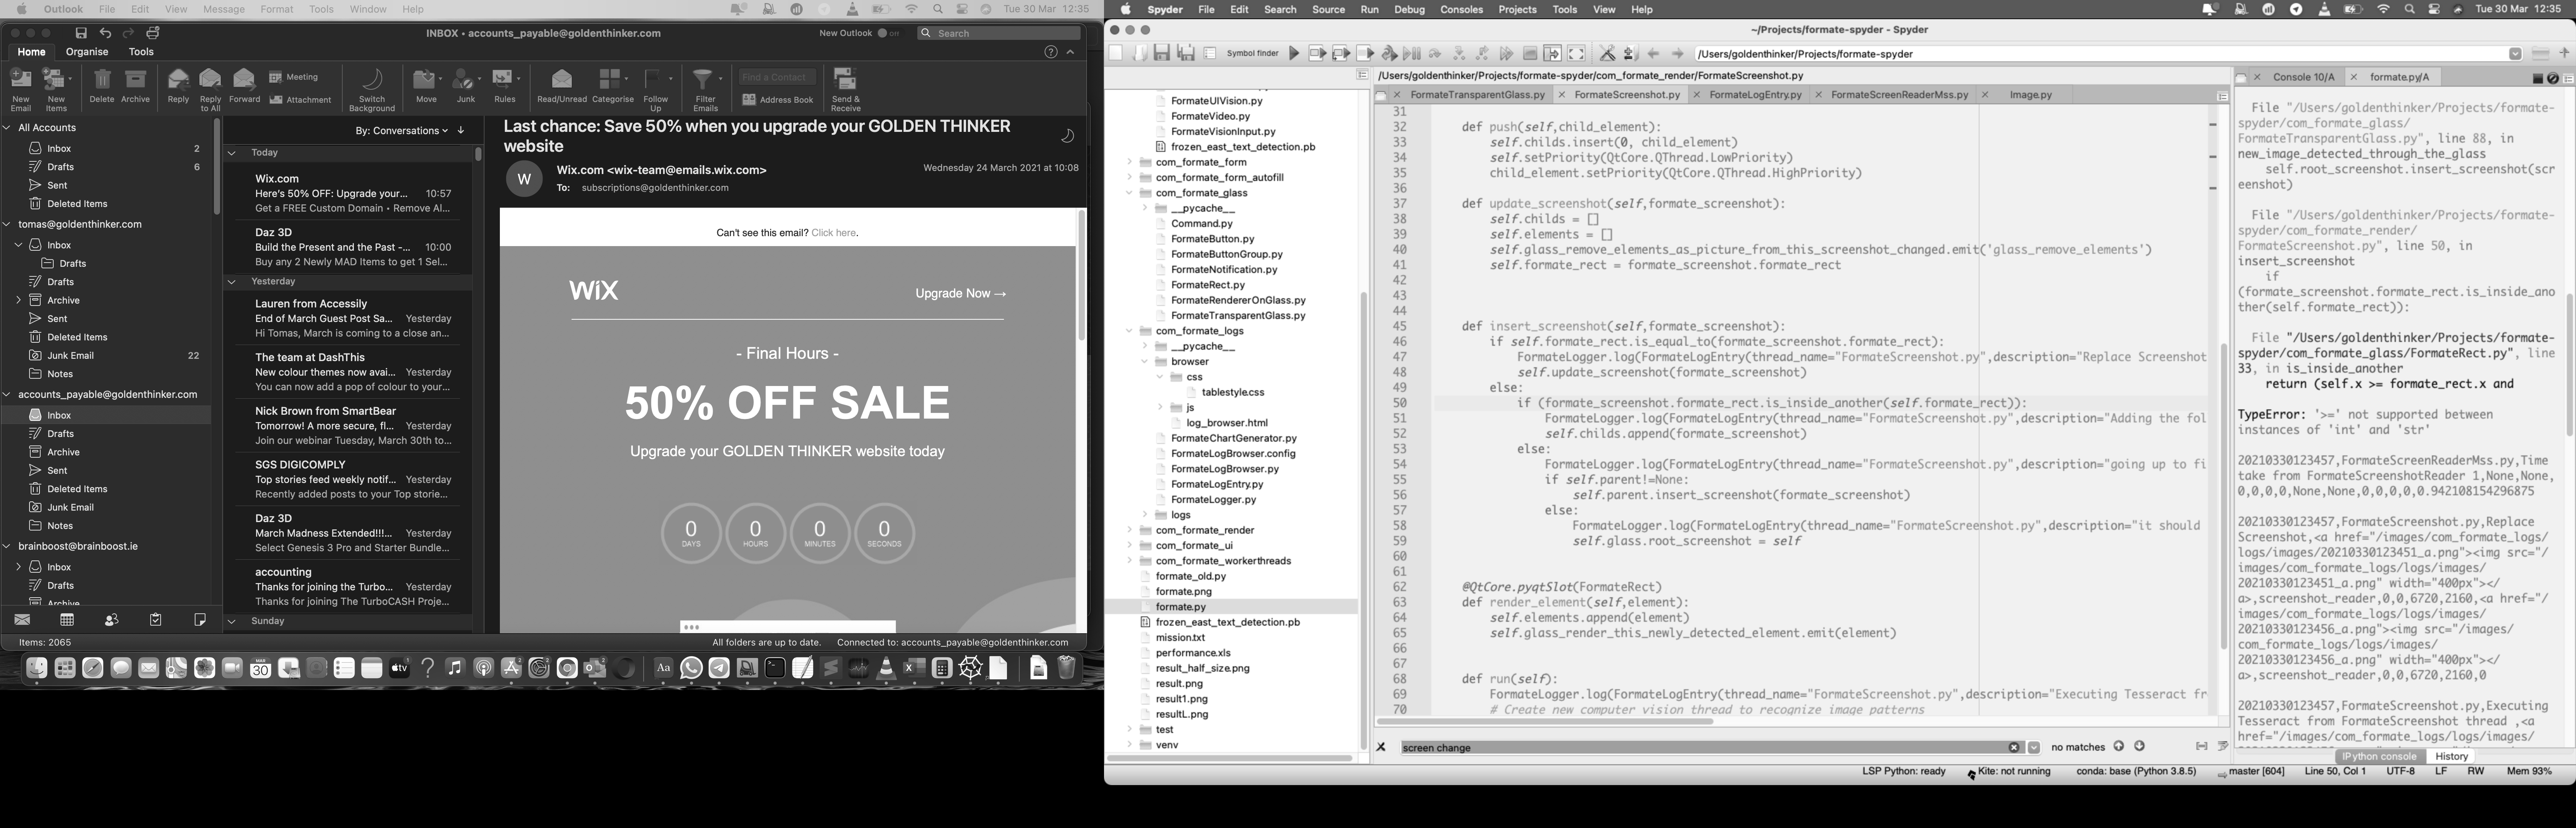 Outlook File Edit View Message Format Tools Window Help Tue 30 Mar 12:35
INBOX • accounts_payable@goldenthinker.com New Outlook on Search
Home Organise Tools
New Email New Items Delete Archive Reply Reply to All Forward Meeting Attachment Switch Background Move Junk Rules Read/Unread Categorise Follow Up Filter Emails Find a Contact Address Book Send & Receive
All Accounts
Inbox 2
Drafts 6
Sent
Deleted Items
tomas@goldenthinker.com
Inbox
Drafts
Drafts
Archive
Sent
Deleted Items
Junk Email 22
Notes
accounts_payable@goldenthinker.com
Inbox
Drafts
Archive
Sent
Deleted Items
Junk Email
Notes
brainboost@brainboost.ie
Inbox
Drafts
Archive
Items: 2065
By: Conversations
Today
Wix.com
Here's 50% OFF: Upgrade your... 10:57
Get a FREE Custom Domain • Remove Al...
Daz 3D
Build the Present and the Past -... 10:00
Buy any 2 Newly MAD Items to get 1 Sel...
Yesterday
Lauren from Accessily
End of March Guest Post Sa... Yesterday
Hi Tomas, March is coming to a close an...
The team at DashThis
New colour themes now avai... Yesterday
You can now add a pop of colour to your...
Nick Brown from SmartBear
Tomorrow! A more secure, fl... Yesterday
Join our webinar Tuesday, March 30th to...
SGS DIGICOMPLY
Top stories feed weekly notif... Yesterday
Recently added posts to your Top storie...
Daz 3D
March Madness Extended!!!... Yesterday
Select Genesis 3 Pro and Starter Bundle...
accounting
Thanks for joining the Turbo... Yesterday
Thanks for joining The TurboCASH Proje...
Sunday
Last chance: Save 50% when you upgrade your GOLDEN THINKER
website
W
Wix.com <wix-team@emails.wix.com> Wednesday 24 March 2021 at 10:08
To: subscriptions@goldenthinker.com
Can't see this email? Click here.
WiX Upgrade Now →
- Final Hours -
50% OFF SALE
Upgrade your GOLDEN THINKER website today
0 0 0 0
DAYS HOURS MINUTES SECONDS
All folders are up to date. Connected to: accounts_payable@goldenthinker.com
Spyder File Edit Search Source Run Debug Consoles Projects Tools View Help Tue 30 Mar 12:35
~/Projects/formate-spyder - Spyder
Symbol finder /Users/goldenthinker/Projects/formate-spyder
FormateUIVision.py
FormateVideo.py
FormateVisionInput.py
frozen_east_text_detection.pb
com_formate_form
com_formate_form_autofill
com_formate_glass
__pycache__
Command.py
FormateButton.py
FormateButtonGroup.py
FormateNotification.py
FormateRect.py
FormateRendererOnGlass.py
FormateTransparentGlass.py
com_formate_logs
__pycache__
browser
css
tablestyle.css
js
log_browser.html
FormateChartGenerator.py
FormateLogBrowser.config
FormateLogBrowser.py
FormateLogEntry.py
FormateLogger.py
logs
com_formate_render
com_formate_ui
com_formate_workerthreads
formate_old.py
formate.png
formate.py
frozen_east_text_detection.pb
mission.txt
performance.xls
result_half_size.png
result.png
result1.png
resultL.png
test
venv
/Users/goldenthinker/Projects/formate-spyder/com_formate_render/FormateScreenshot.py
FormateTransparentGlass.py FormateScreenshot.py FormateLogEntry.py FormateScreenReaderMss.py Image.py
31
32 def push(self,child_element):
33 self.childs.insert(0, child_element)
34 self.setPriority(QtCore.QThread.LowPriority)
35 child_element.setPriority(QtCore.QThread.HighPriority)
36
37 def update_screenshot(self,formate_screenshot):
38 self.childs = []
39 self.elements = []
40 self.glass_remove_elements_as_picture_from_this_screenshot_changed.emit('glass_remove_elements')
41 self.formate_rect = formate_screenshot.formate_rect
42
43
44
45 def insert_screenshot(self,formate_screenshot):
46 if self.formate_rect.is_equal_to(formate_screenshot.formate_rect):
47 FormateLogger.log(FormateLogEntry(thread_name="FormateScreenshot.py",description="Replace Screenshot
48 self.update_screenshot(formate_screenshot)
49 else:
50 if (formate_screenshot.formate_rect.is_inside_another(self.formate_rect)):
51 FormateLogger.log(FormateLogEntry(thread_name="FormateScreenshot.py",description="Adding the fol
52 self.childs.append(formate_screenshot)
53 else:
54 FormateLogger.log(FormateLogEntry(thread_name="FormateScreenshot.py",description="going up to fi
55 if self.parent!=None:
56 self.parent.insert_screenshot(formate_screenshot)
57 else:
58 FormateLogger.log(FormateLogEntry(thread_name="FormateScreenshot.py",description="it should
59 self.glass.root_screenshot = self
60
61
62 @QtCore.pyqtSlot(FormateRect)
63 def render_element(self,element):
64 self.elements.append(element)
65 self.glass_render_this_newly_detected_element.emit(element)
66
67
68 def run(self):
69 FormateLogger.log(FormateLogEntry(thread_name="FormateScreenshot.py",description="Executing Tesseract fr
70 # Create new computer vision thread to recognize image patterns
screen change no matches
Console 10/A formate.py/A
File "/Users/goldenthinker/Projects/formate-
spyder/com_formate_glass/
FormateTransparentGlass.py", line 88, in
new_image_detected_through_the_glass
self.root_screenshot.insert_screenshot(scr
eenshot)
File "/Users/goldenthinker/Projects/formate-
spyder/com_formate_render/
FormateScreenshot.py", line 50, in
insert_screenshot
if
(formate_screenshot.formate_rect.is_inside_ano
ther(self.formate_rect)):
File "/Users/goldenthinker/Projects/formate-
spyder/com_formate_glass/FormateRect.py", line
33, in is_inside_another
return (self.x >= formate_rect.x and
TypeError: '>=' not supported between
instances of 'int' and 'str'
20210330123457,FormateScreenReaderMss.py,Time
take from FormateScreenshotReader 1,None,None,
0,0,0,0,None,None,0,0,0,0,0.942108154296875
20210330123457,FormateScreenshot.py,Replace
Screenshot,<a href="/images/com_formate_logs/
logs/images/20210330123451_a.png"><img src="/
images/com_formate_logs/logs/images/
20210330123451_a.png" width="400px"></
a>,screenshot_reader,0,0,6720,2160,<a href="/
images/com_formate_logs/logs/images/
20210330123456_a.png"><img src="/images/
com_formate_logs/logs/images/
20210330123456_a.png" width="400px"></
a>,screenshot_reader,0,0,6720,2160,0
20210330123457,FormateScreenshot.py,Executing
Tesseract from FormateScreenshot thread ,<a
href="/images/com_formate_logs/logs/images/
IPython console History
LSP Python: ready Kite: not running conda: base (Python 3.8.5) master [604] Line 50, Col 1 UTF-8 LF RW Mem 93%